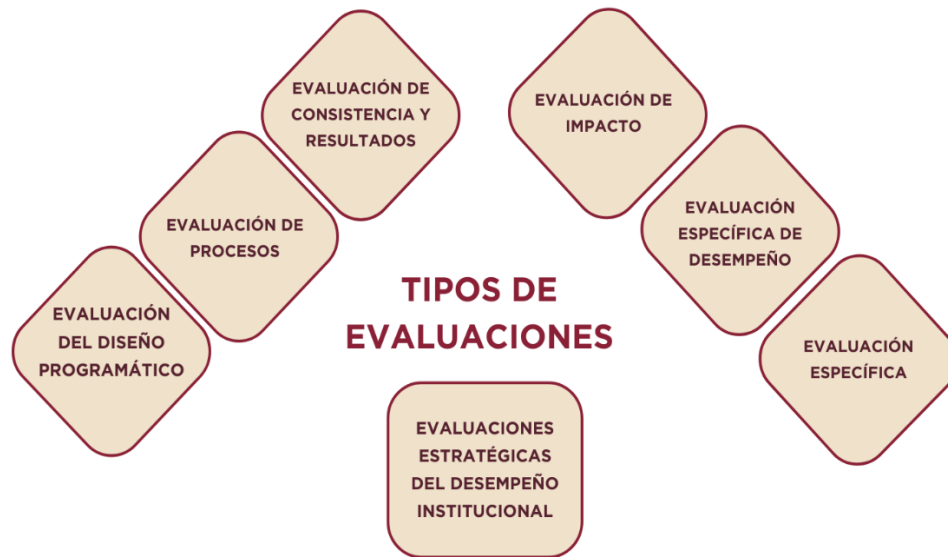 EVALUACIÓN DE
CONSISTENCIA Y
RESULTADOS
EVALUACIÓN DE
IMPACTO
EVALUACIÓN DE
PROCESOS
EVALUACIÓN
ESPECÍFICA DE
DESEMPEÑO
TIPOS DE
EVALUACIONES
EVALUACIÓN
DEL DISEÑO
PROGRAMÁTICO
EVALUACIÓN
ESPECÍFICA
EVALUACIONES
ESTRATÉGICAS
DEL DESEMPEÑO
INSTITUCIONAL